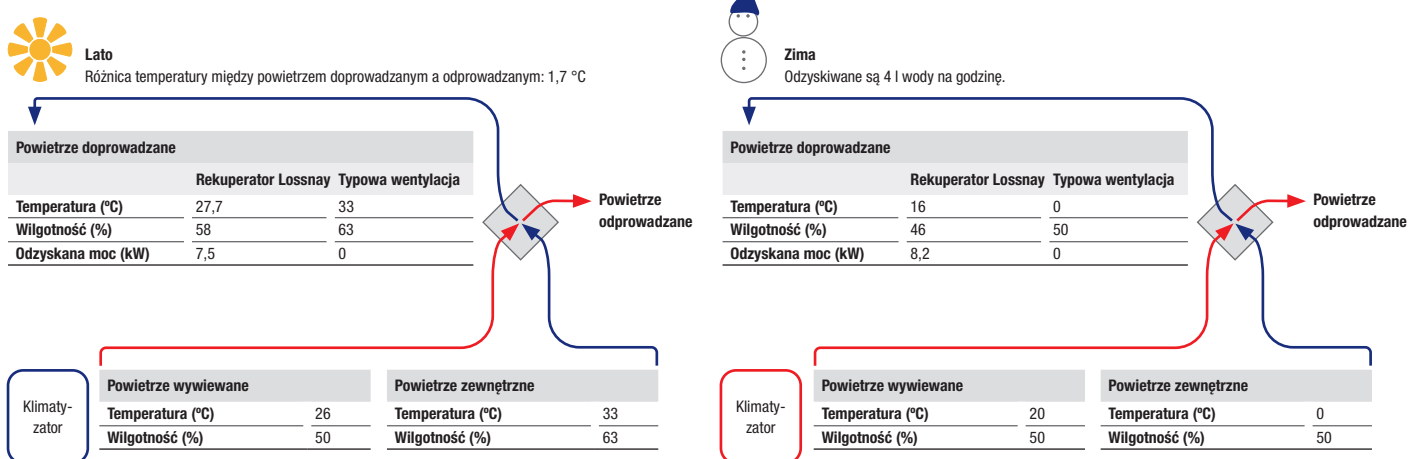 Lato
Różnica temperatury między powietrzem doprowadzanym a odprowadzanym: 1,7 °C
Powietrze doprowadzane
Rekuperator Lossnay Typowa wentylacja
Temperatura (ºC) 27,7 33
Wilgotność (%) 58 63
Odzyskana moc (kW) 7,5 0
Powietrze
odprowadzane
Klimaty-
zator
Powietrze wywiewane
Temperatura (ºC) 26
Wilgotność (%) 50
Powietrze zewnętrzne
Temperatura (ºC) 33
Wilgotność (%) 63
Zima
Odzyskiwane są 4 l wody na godzinę.
Powietrze doprowadzane
Rekuperator Lossnay Typowa wentylacja
Temperatura (ºC) 16 0
Wilgotność (%) 46 50
Odzyskana moc (kW) 8,2 0
Powietrze
odprowadzane
Klimaty-
zator
Powietrze wywiewane
Temperatura (ºC) 20
Wilgotność (%) 50
Powietrze zewnętrzne
Temperatura (ºC) 0
Wilgotność (%) 50